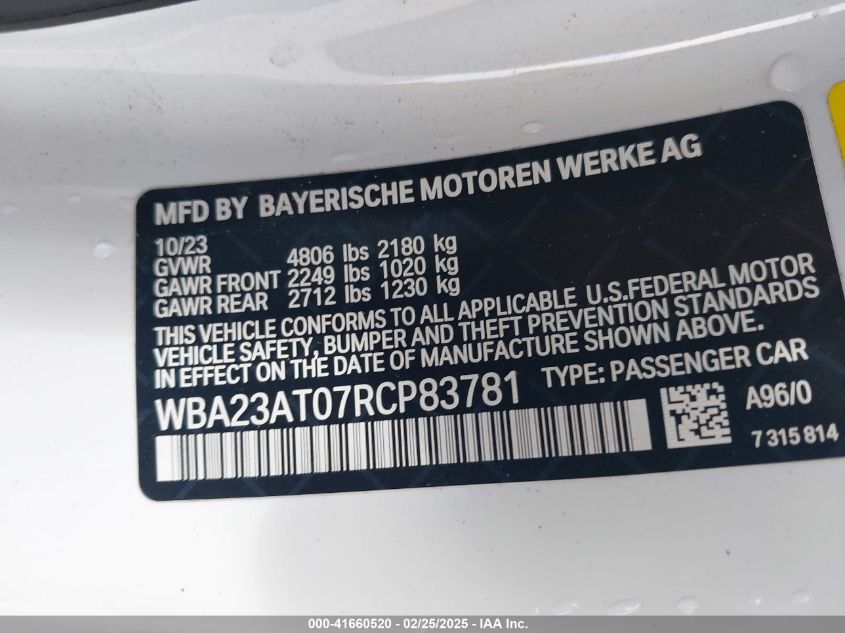 MFD BY BAYERISCHE MOTOREN WERKE AG
10/23
GVWR 4806 lbs 2180 kg
GAWR FRONT 2249 lbs 1020 kg
GAWR REAR 2712 lbs 1230 kg
THIS VEHICLE CONFORMS TO ALL APPLICABLE U.S.FEDERAL MOTOR
VEHICLE SAFETY, BUMPER AND THEFT PREVENTION STANDARDS
IN EFFECT ON THE DATE OF MANUFACTURE SHOWN ABOVE.
WBA23AT07RCP83781 TYPE: PASSENGER CAR
A96/0
7 315 814
000-41660520 - 02/25/2025 - IAA Inc.